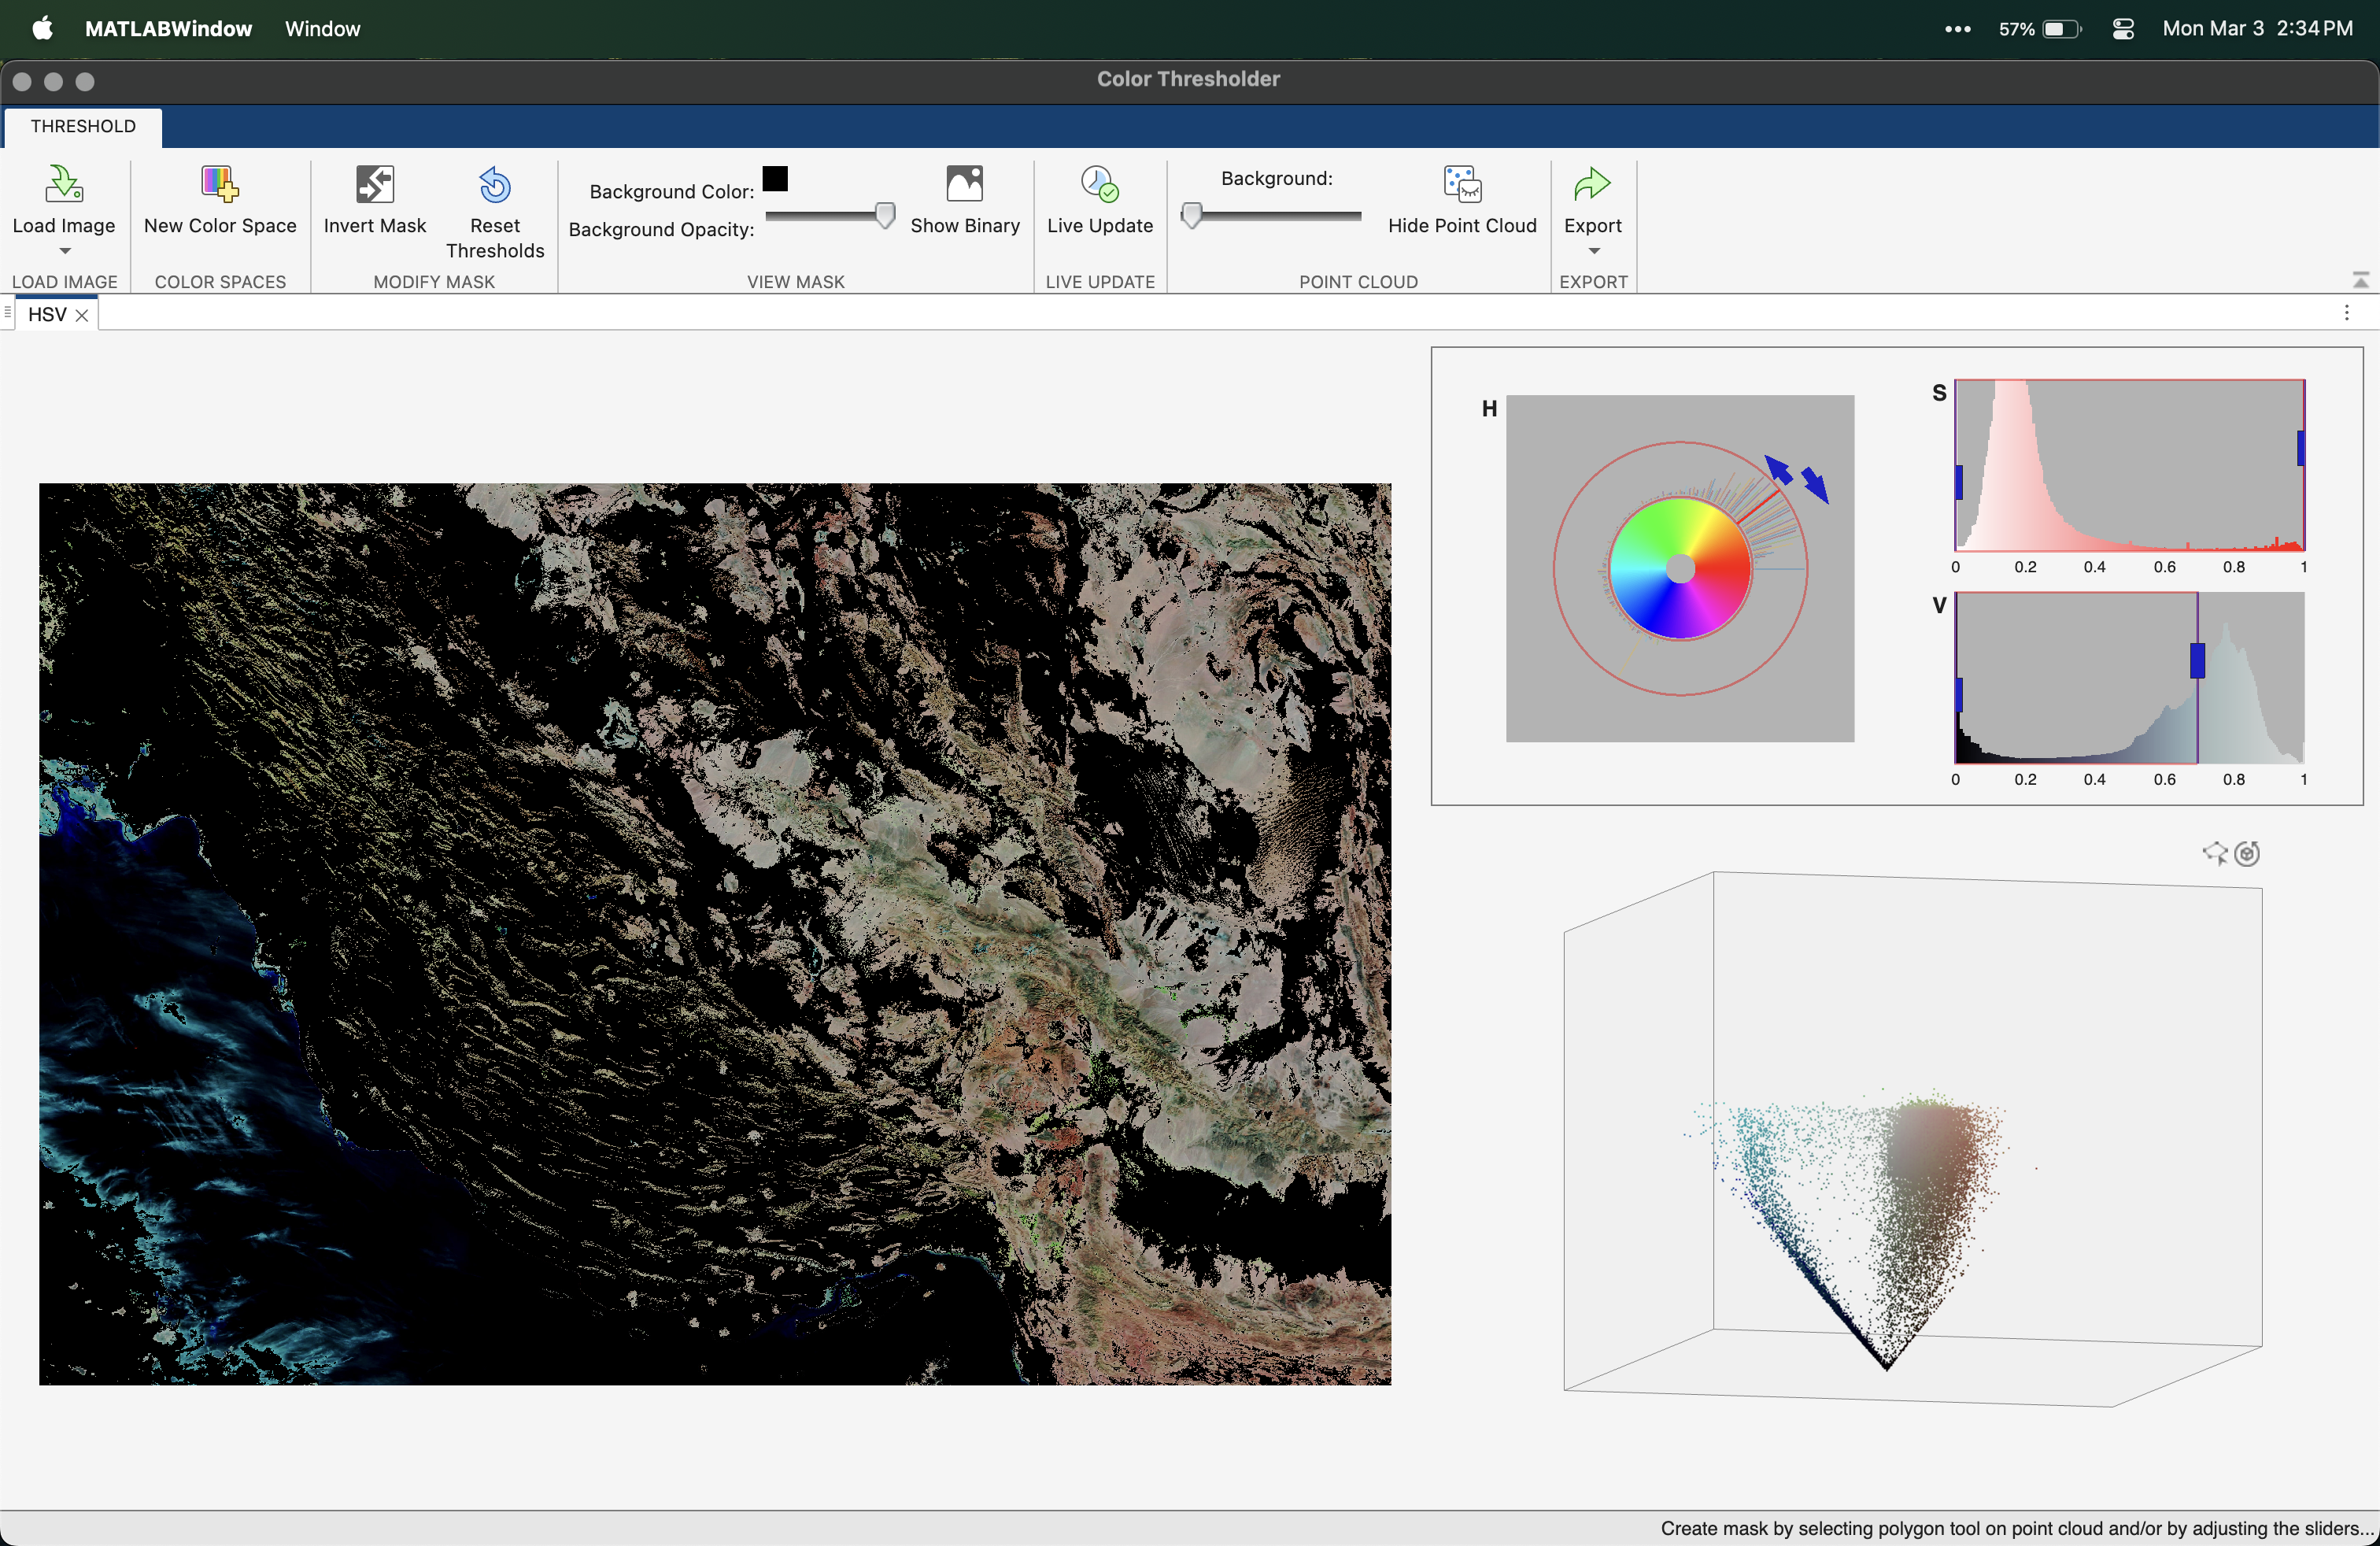 MATLABWindow Window
57% Mon Mar 3 2:34 PM
Color Thresholder
THRESHOLD
Load Image
New Color Space
Invert Mask
Reset
Thresholds
Background Color:
Background Opacity:
Show Binary
Live Update
Background:
Hide Point Cloud
Export
LOAD IMAGE
COLOR SPACES
MODIFY MASK
VIEW MASK
LIVE UPDATE
POINT CLOUD
EXPORT
HSV
H
S
0 0.2 0.4 0.6 0.8 1
V
0 0.2 0.4 0.6 0.8 1
Create mask by selecting polygon tool on point cloud and/or by adjusting the sliders...